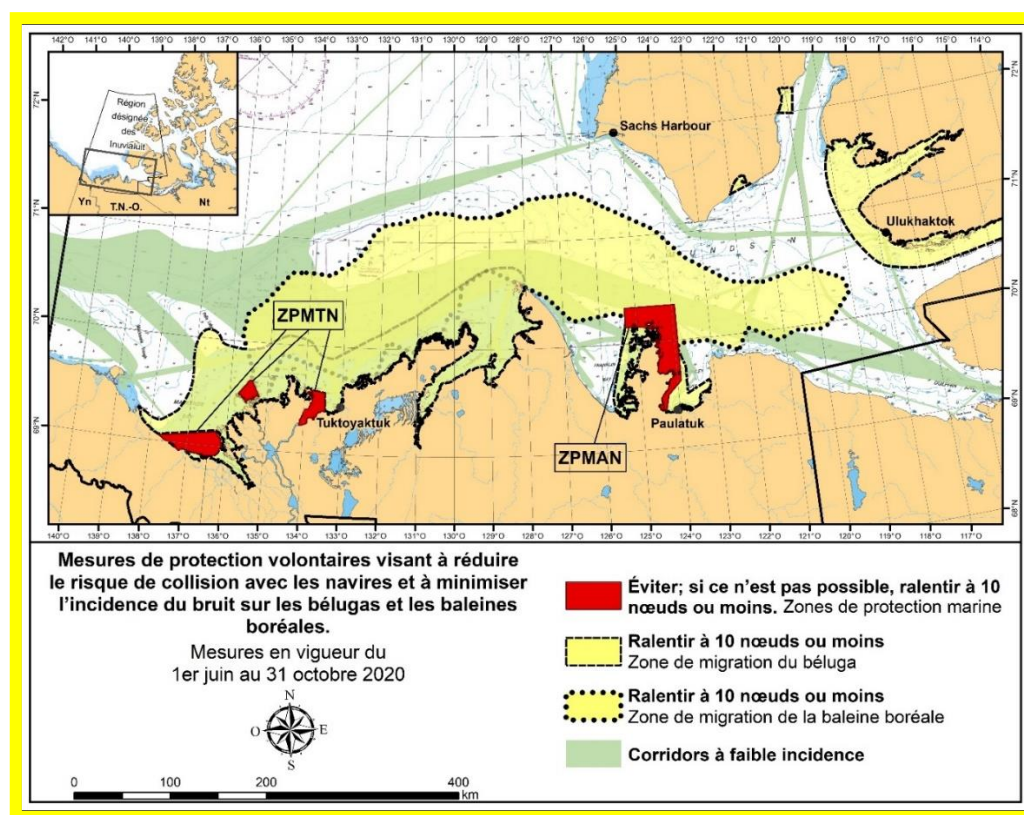 142°O 141°O 140°O 139°O 138°O 137°O 136°O 135°O 134°O 133°O 132°O 131°O 130°O 129°O 128°O 127°O 126°O 125°O 124°O 123°O 122°O 121°O 120°O 119°O 118°O 117°O 116°O 115°O 114°O
72°N
71°N
70°N
69°N
72°N
71°N
70°N
69°N
68°N
Région
désignée
des
Inuvialuit
Yn
T.N.-O.
Nt
Sachs Harbour
Ulukhaktok
ZPMTN
Tuktoyaktuk
ZPMAN
Paulatuk
140°O 139°O 138°O 137°O 136°O 135°O 134°O 133°O 132°O 131°O 130°O 129°O 128°O 127°O 126°O 125°O 124°O 123°O 122°O 121°O 120°O 119°O 118°O 117°O
Mesures de protection volontaires visant à réduire
le risque de collision avec les navires et à minimiser
l'incidence du bruit sur les bélugas et les baleines
boréales.
Mesures en vigueur du
1er juin au 31 octobre 2020
N
O
E
S
0 100 200 400
km
Éviter; si ce n'est pas possible, ralentir à 10
nœuds ou moins. Zones de protection marine
Ralentir à 10 nœuds ou moins
Zone de migration du béluga
Ralentir à 10 nœuds ou moins
Zone de migration de la baleine boréale
Corridors à faible incidence